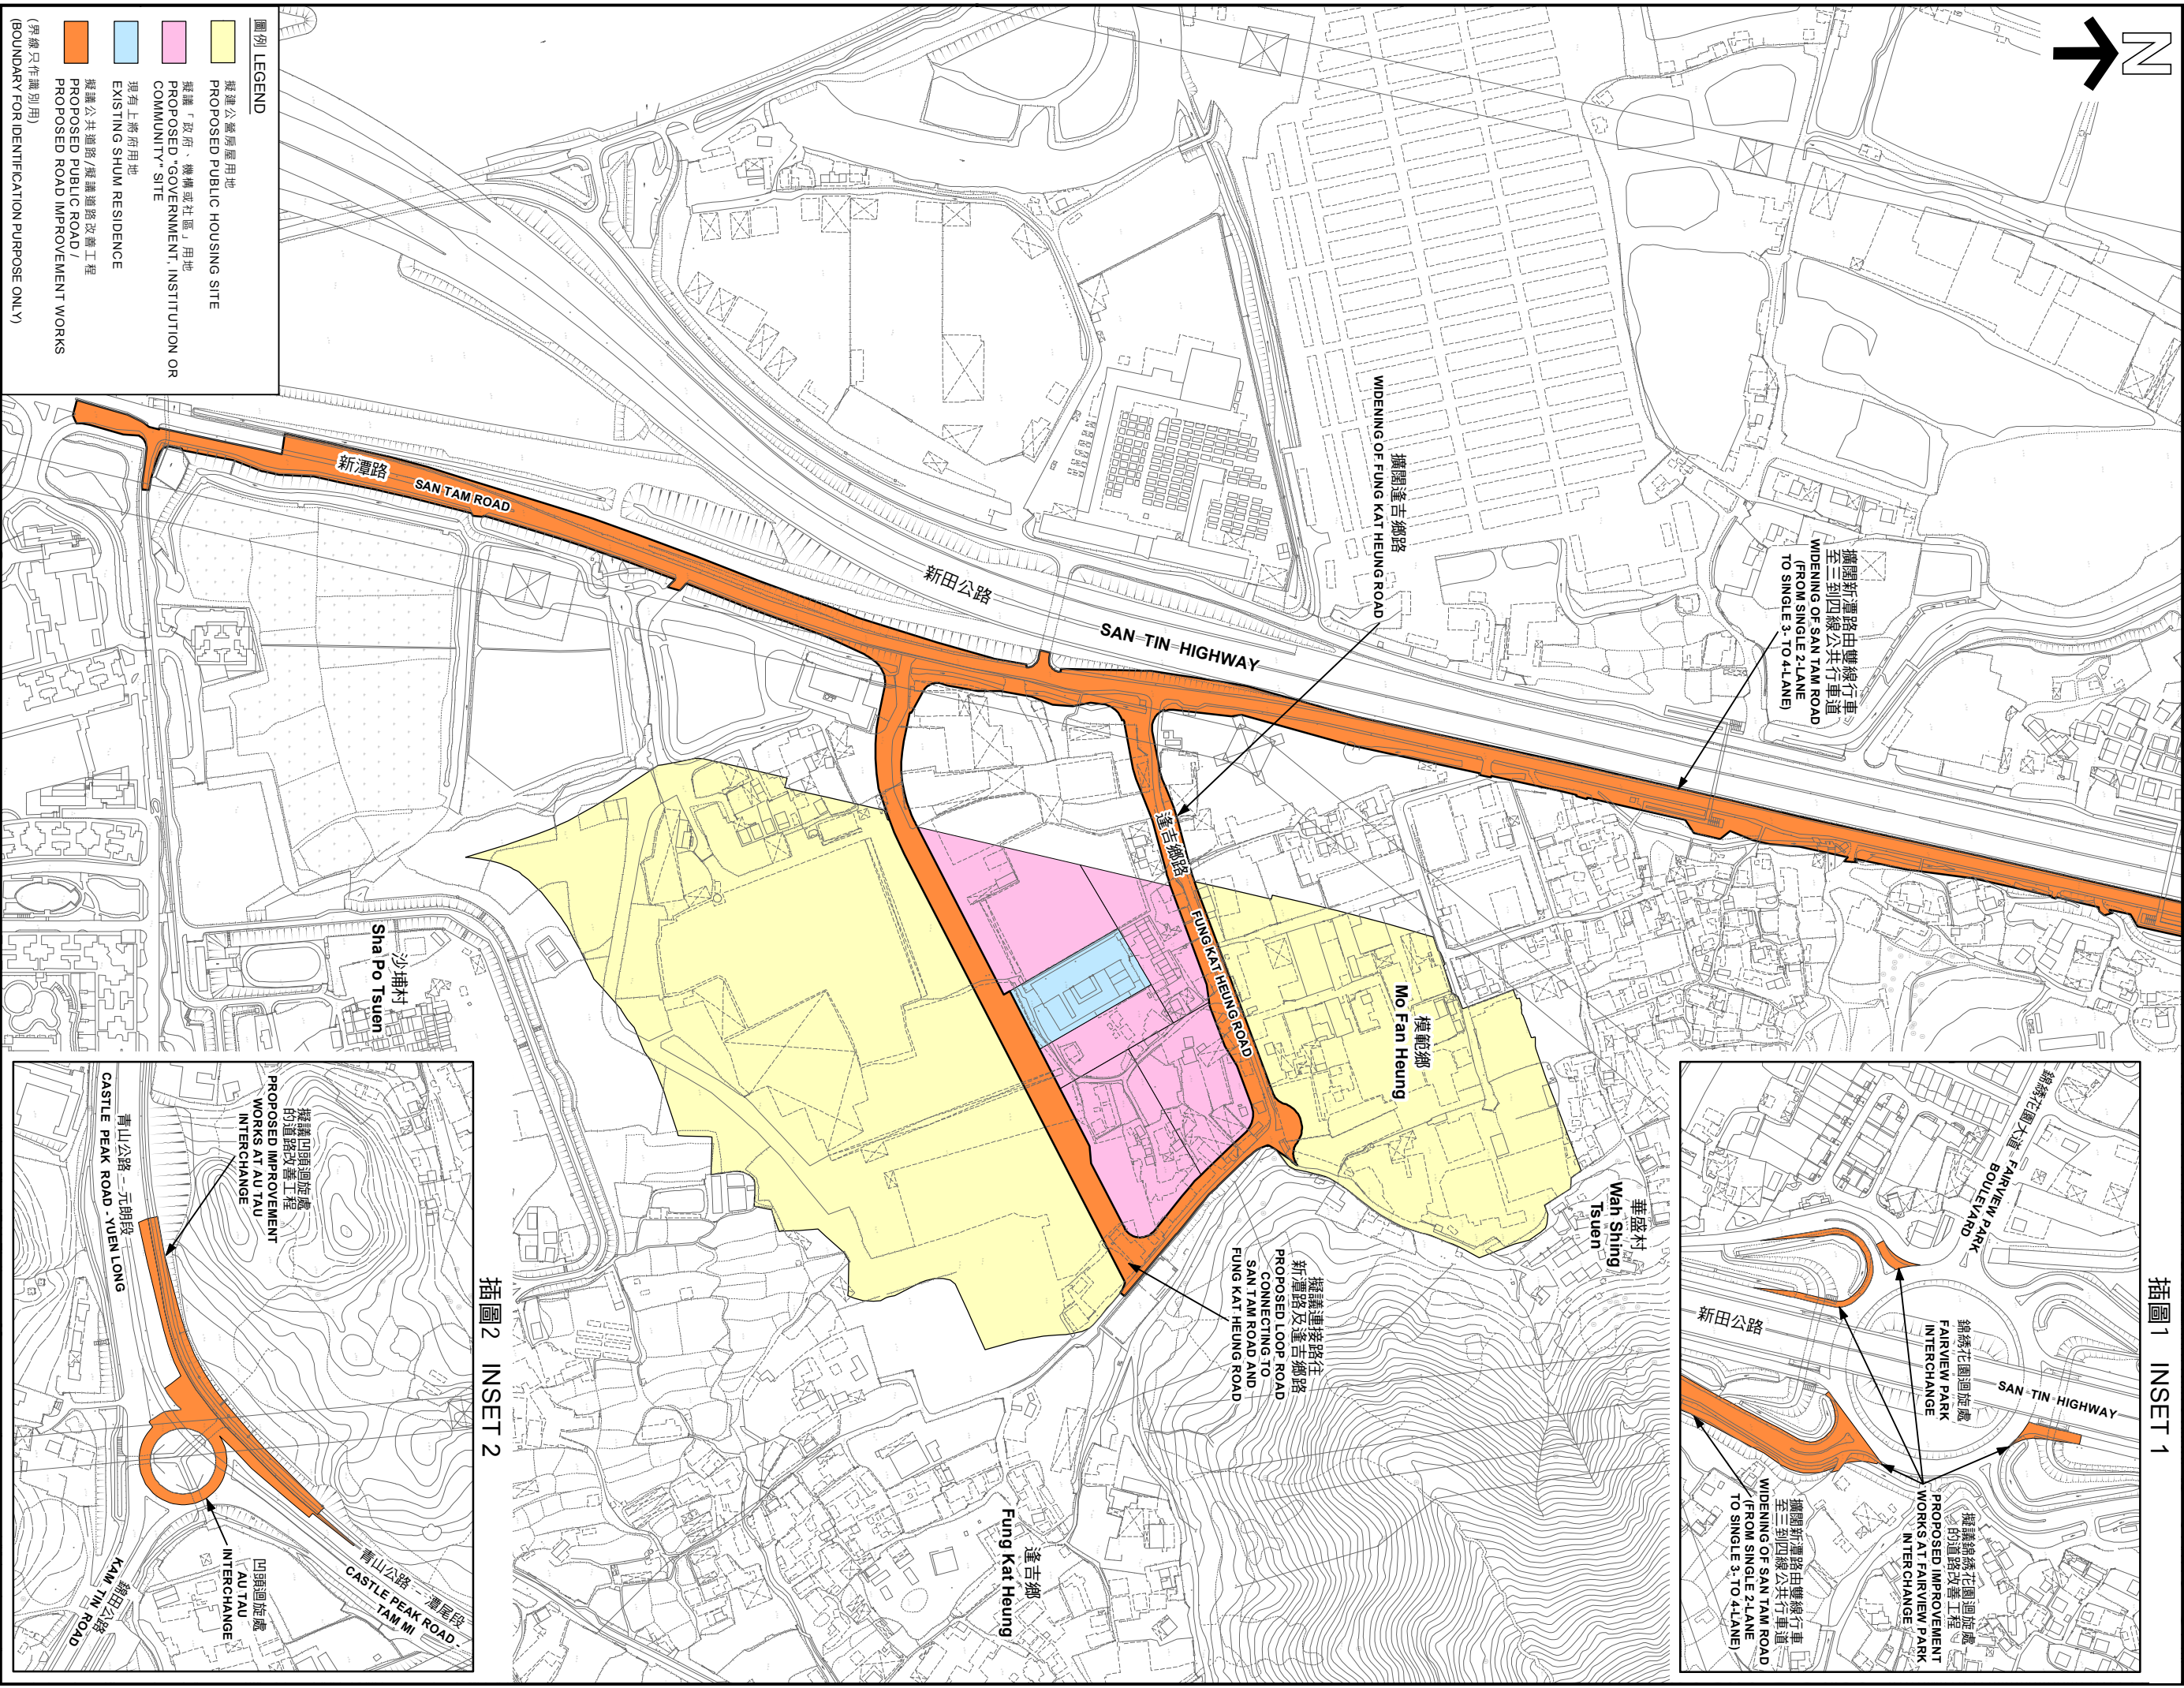 N
圖例 LEGEND
擬建公營房屋用地
PROPOSED PUBLIC HOUSING SITE
擬議「政府、機構或社區」用地
PROPOSED "GOVERNMENT, INSTITUTION OR
COMMUNITY" SITE
現有上將府用地
EXISTING SHUM RESIDENCE
擬議公共道路/擬議道路改善工程
PROPOSED PUBLIC ROAD /
PROPOSED ROAD IMPROVEMENT WORKS
(界線只作識別用)
(BOUNDARY FOR IDENTIFICATION PURPOSE ONLY)
新潭路
SAN TAM ROAD
新田公路
SAN TIN HIGHWAY
擴闊逢吉鄉路
WIDENING OF FUNG KAT HEUNG ROAD
擴闊新潭路由雙線行車
至三到四線公共行車道
WIDENING OF SAN TAM ROAD
(FROM SINGLE 2-LANE
TO SINGLE 3- TO 4-LANE)
逢吉鄉路
FUNG KAT HEUNG ROAD
模範鄉
Mo Fan Heung
華盛村
Wah Shing
Tsuen
沙埔村
Sha Po Tsuen
擬議連接路往
新潭路及逢吉鄉路
PROPOSED LOOP ROAD
CONNECTING TO
SAN TAM ROAD AND
FUNG KAT HEUNG ROAD
逢吉鄉
Fung Kat Heung
插圖1 INSET 1
錦綉花園大道
FAIRVIEW PARK
BOULEVARD
新田公路
SAN TIN HIGHWAY
錦綉花園迴旋處
FAIRVIEW PARK
INTERCHANGE
擬議錦綉花園迴旋處
的道路改善工程
PROPOSED IMPROVEMENT
WORKS AT FAIRVIEW PARK
INTERCHANGE
擴闊新潭路由雙線行車
至三到四線公共行車道
WIDENING OF SAN TAM ROAD
(FROM SINGLE 2-LANE
TO SINGLE 3- TO 4-LANE)
插圖2 INSET 2
擬議凹頭迴旋處
的道路改善工程
PROPOSED IMPROVEMENT
WORKS AT AU TAU
INTERCHANGE
青山公路 - 元朗段
CASTLE PEAK ROAD - YUEN LONG
青山公路 - 潭尾段
CASTLE PEAK ROAD -
TAM MI
凹頭迴旋處
AU TAU
INTERCHANGE
錦田公路
KAM TIN ROAD